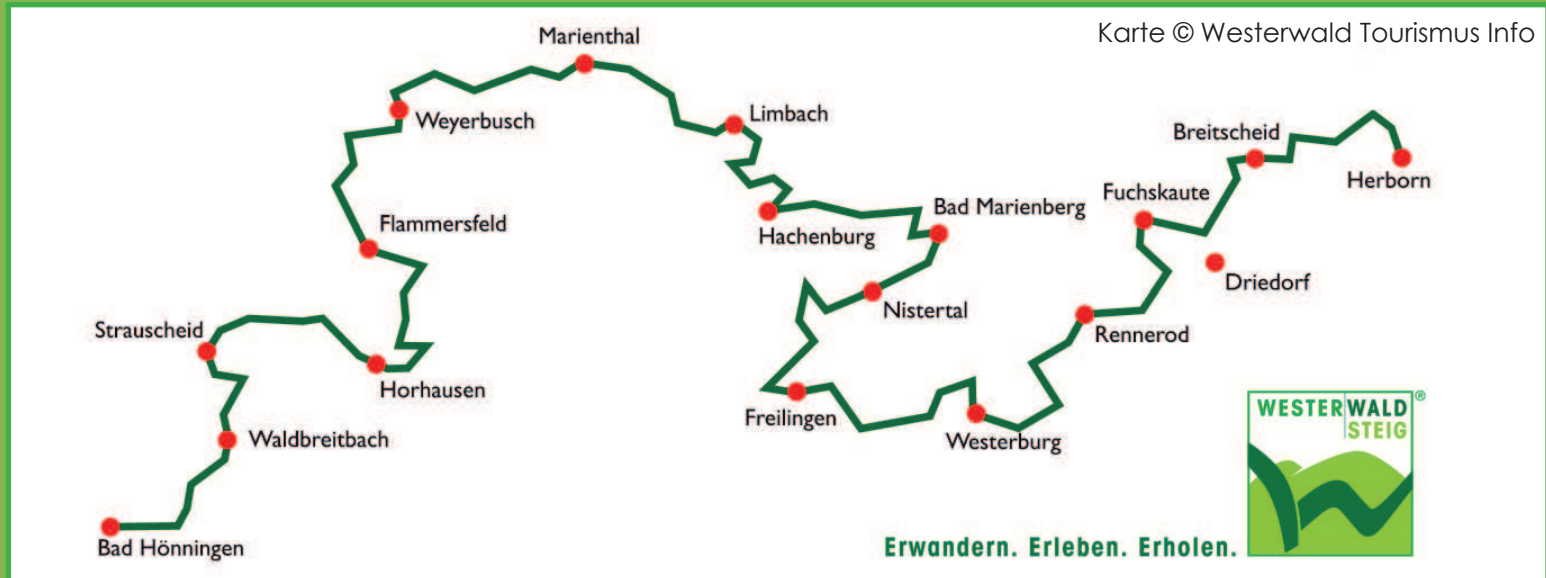 Karte © Westerwald Tourismus Info
Marienthal
Weyerbusch
Limbach
Breitscheid
Herborn
Fuchskaute
Bad Marienberg
Flammersfeld
Hachenburg
Driedorf
Nistertal
Strauscheid
Rennerod
Horhausen
Freilingen
Westerburg
Waldbreitbach
Bad Hönningen
WESTERWALD®
STEIG
Erwandern. Erleben. Erholen.